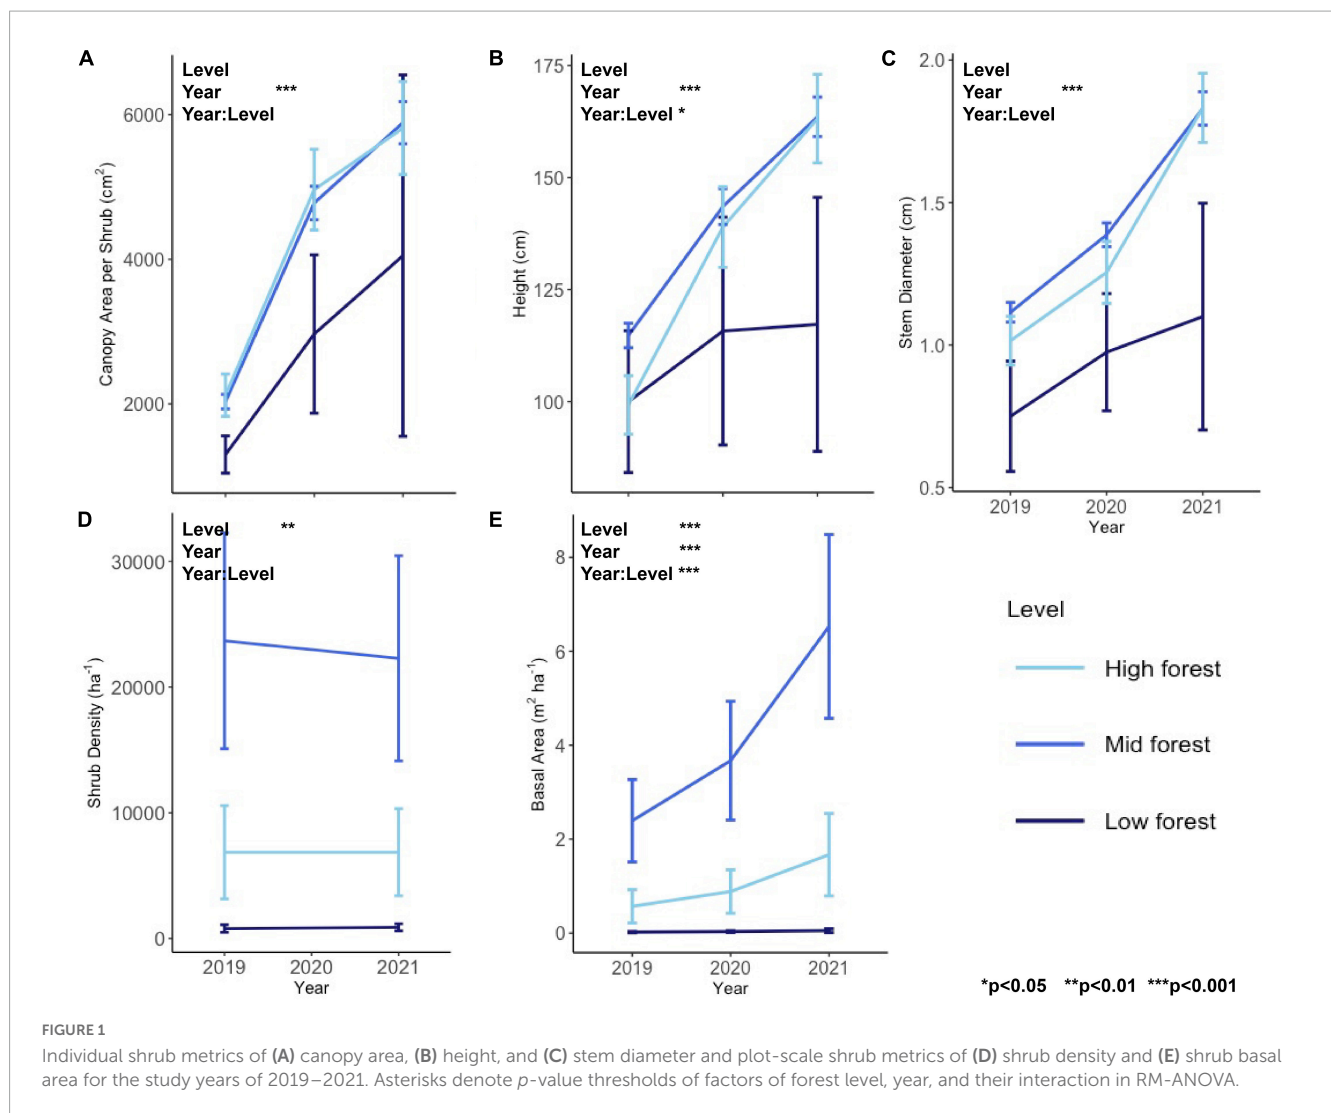 A
Level
Year ***
Year:Level
6000
4000
2000
Canopy Area per Shrub (cm2)
B
Level
Year ***
Year:Level *
175
150
125
100
Height (cm)
C
Level
Year ***
Year:Level
2.0
1.5
1.0
0.5
Stem Diameter (cm)
2019 2020 2021
Year
D
Level **
Year
Year:Level
30000
20000
10000
0
Shrub Density (ha-1)
2019 2020 2021
Year
E
Level ***
Year ***
Year:Level ***
8
6
4
2
0
Basal Area (m2 ha-1)
2019 2020 2021
Year
Level
High forest
Mid forest
Low forest
*p<0.05 **p<0.01 ***p<0.001
FIGURE 1
Individual shrub metrics of (A) canopy area, (B) height, and (C) stem diameter and plot-scale shrub metrics of (D) shrub density and (E) shrub basal
area for the study years of 2019–2021. Asterisks denote p-value thresholds of factors of forest level, year, and their interaction in RM-ANOVA.